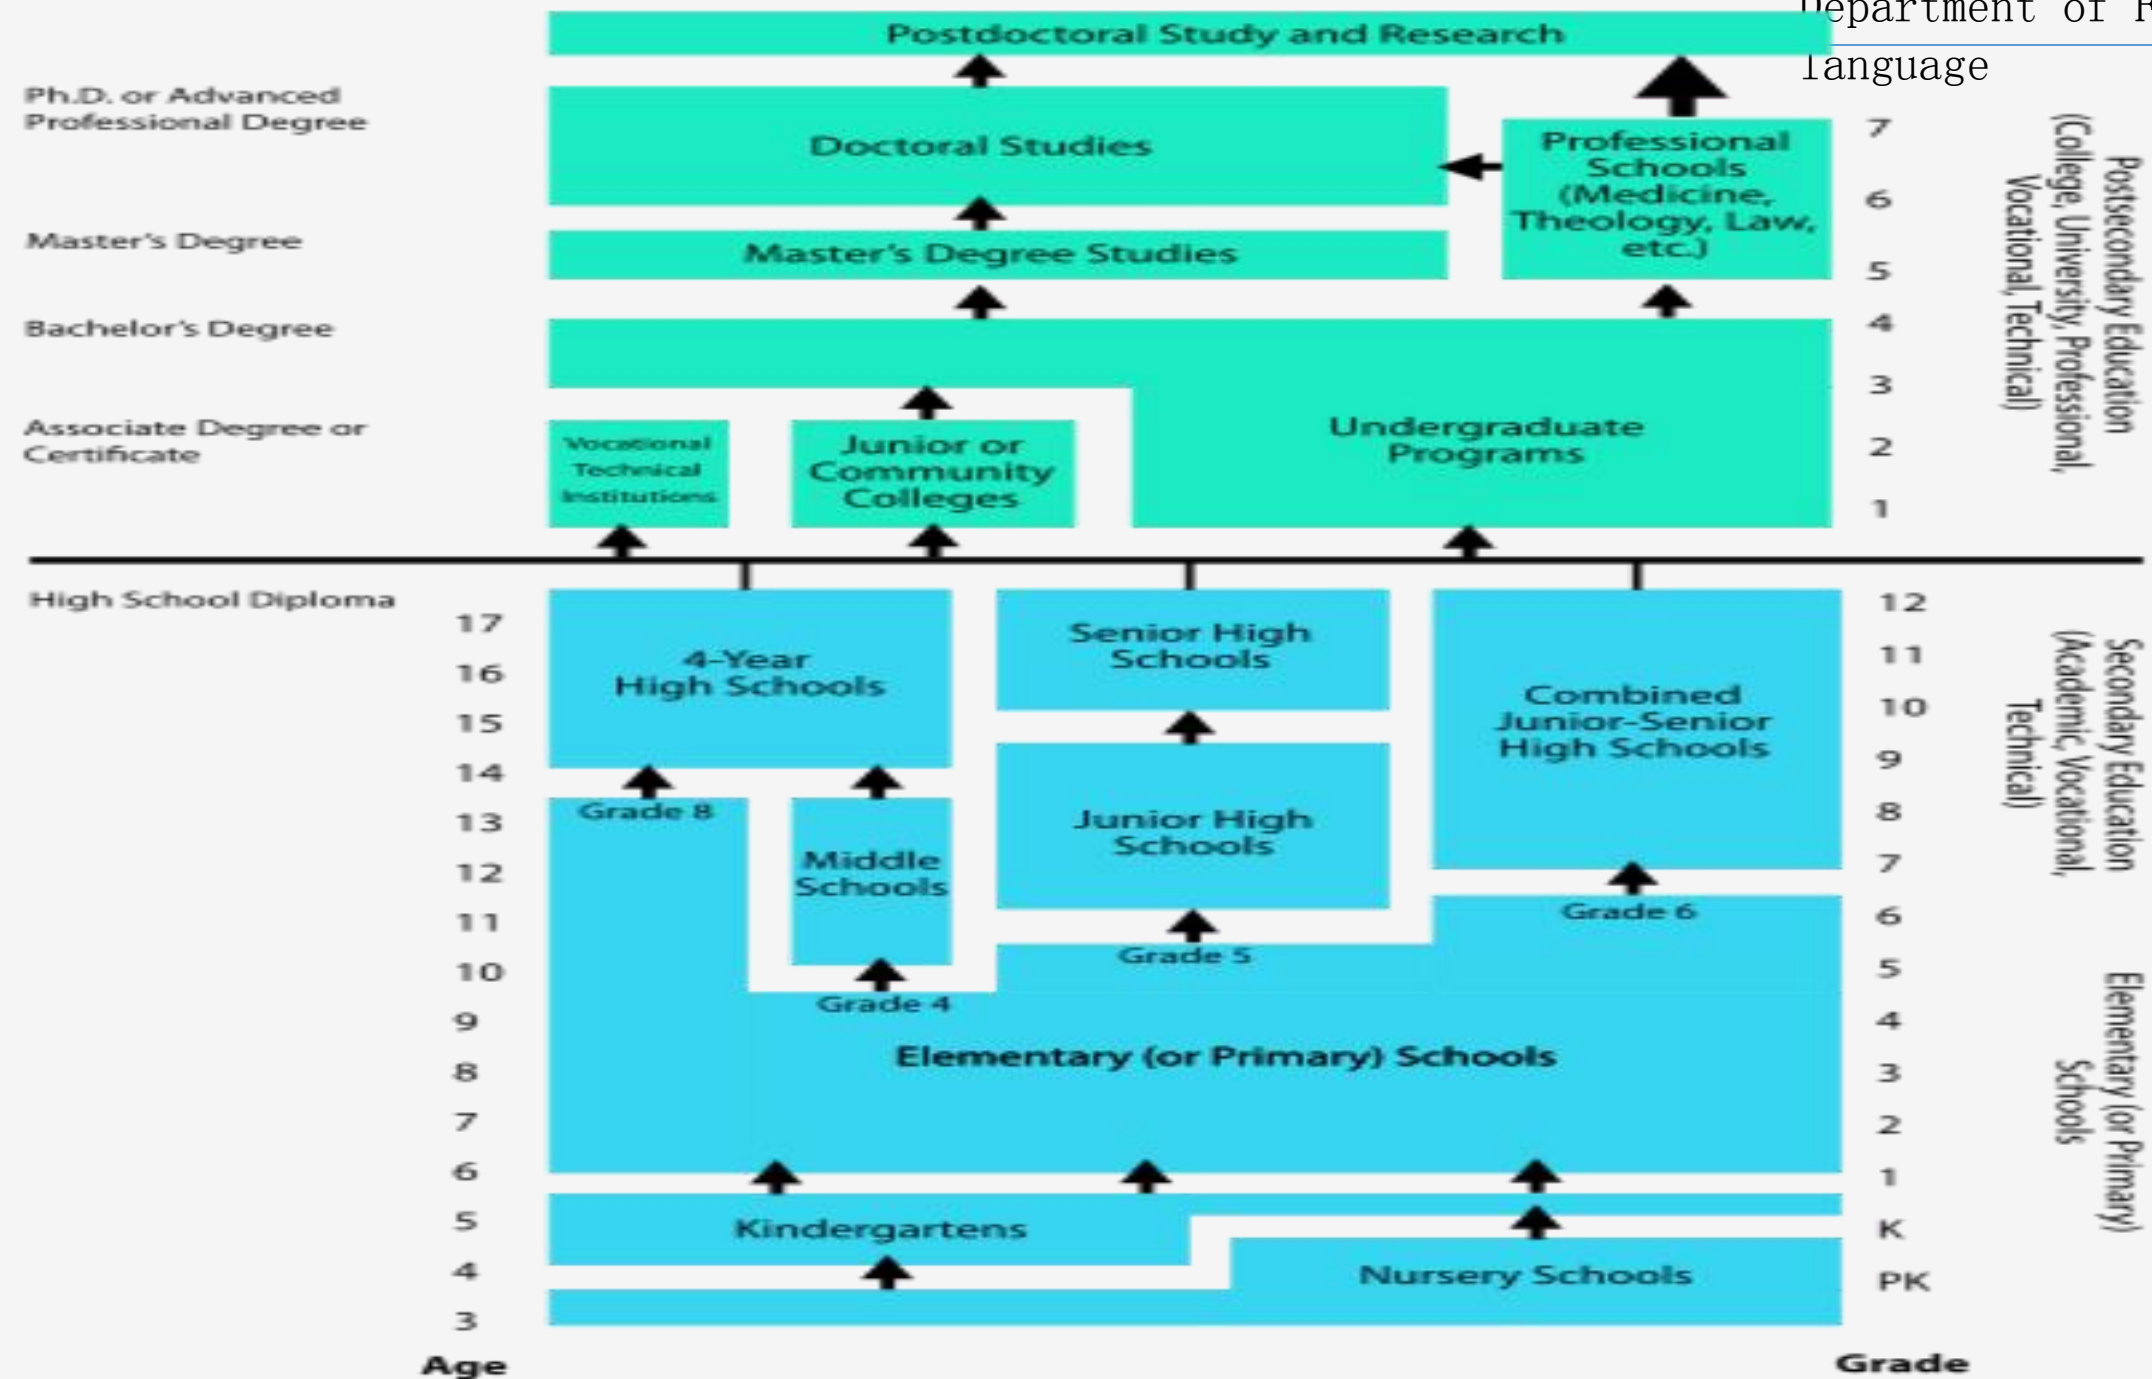 Department of F
language
Postdoctoral Study and Research
Ph.D. or Advanced
Professional Degree
Doctoral Studies
Professional
Schools
(Medicine,
Theology, Law,
etc.)
7
6
5
Master's Degree
Master's Degree Studies
Bachelor's Degree
4
3
2
1
Undergraduate
Programs
Associate Degree or
Certificate
Vocational
Technical
Institutions
Junior or
Community
Colleges
Postsecondary Education
(College, University, Professional,
Vocational, Technical)
High School Diploma
17
16
15
14
13
12
11
10
9
8
7
6
5
4
3
Age
4-Year
High Schools
Senior High
Schools
Combined
Junior-Senior
High Schools
Grade 8
Middle
Schools
Junior High
Schools
Grade 6
Grade 5
Grade 4
Elementary (or Primary) Schools
Kindergartens
Nursery Schools
12
11
10
9
8
7
6
5
4
3
2
1
K
PK
Grade
Secondary Education
(Academic, Vocational,
Technical)
Elementary (or Primary)
Schools